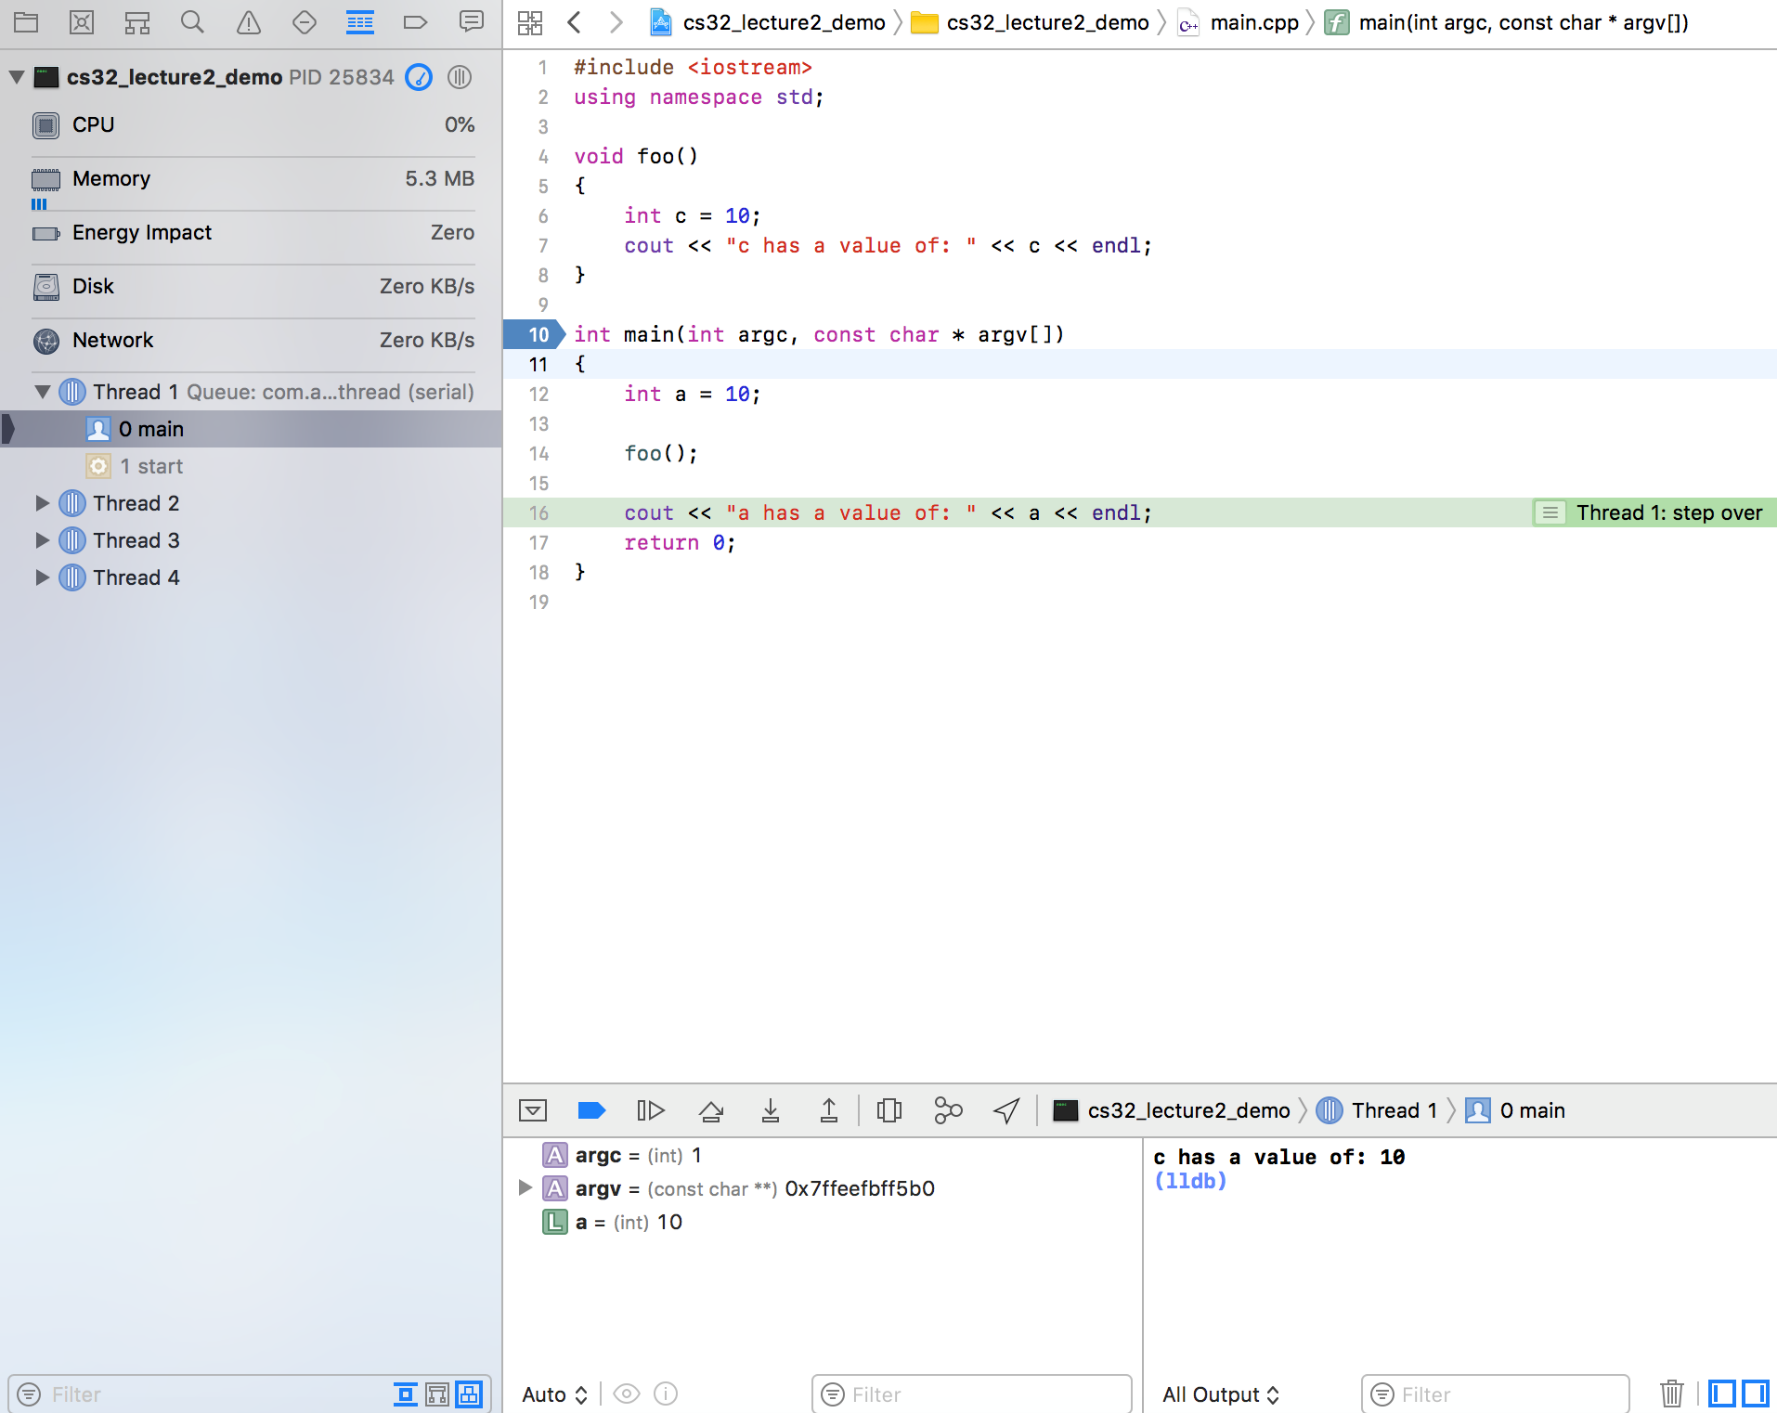 cs32_lecture2_demo PID 25834
CPU 0%
Memory 5.3 MB
Energy Impact Zero
Disk Zero KB/s
Network Zero KB/s
Thread 1 Queue: com.a...thread (serial)
0 main
1 start
Thread 2
Thread 3
Thread 4
Filter
cs32_lecture2_demo cs32_lecture2_demo C++ main.cpp f main(int argc, const char * argv[])
1 #include <iostream>
2 using namespace std;
3
4 void foo()
5 {
6     int c = 10;
7     cout << "c has a value of: " << c << endl;
8 }
9
10 int main(int argc, const char * argv[])
11 {
12     int a = 10;
13
14     foo();
15
16     cout << "a has a value of: " << a << endl; Thread 1: step over
17     return 0;
18 }
19
cs32_lecture2_demo Thread 1 0 main
A argc = (int) 1
A argv = (const char **) 0x7ffeefbff5b0
L a = (int) 10
Auto Filter
c has a value of: 10
(lldb)
All Output Filter